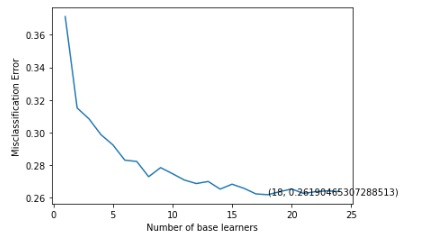 Misclassification Error
0.36
0.34
0.32
0.30
0.28
0.26
(18, 0.26190465307288513)
0 5 10 15 20 25
Number of base learners